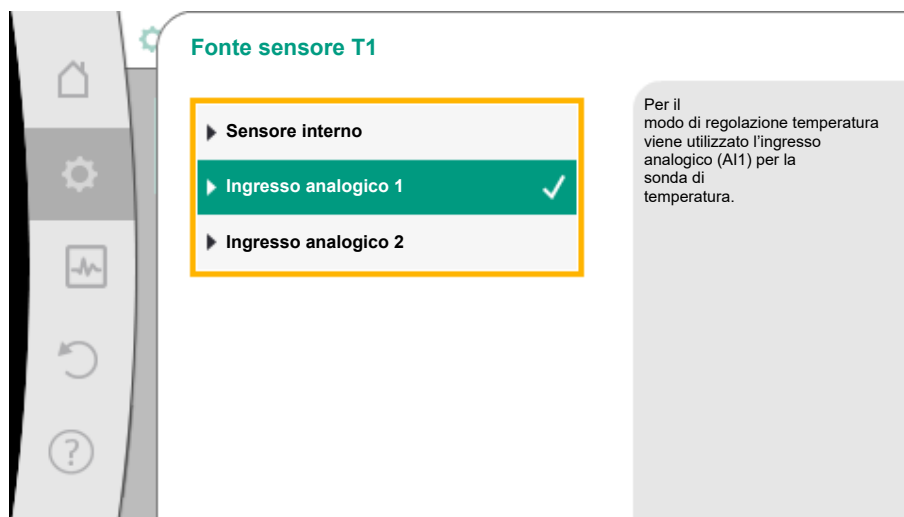 Fonte sensore T1
Sensore interno
Ingresso analogico 1
Ingresso analogico 2
Per il
modo di regolazione temperatura
viene utilizzato l'ingresso
analogico (AI1) per la
sonda di
temperatura.
?